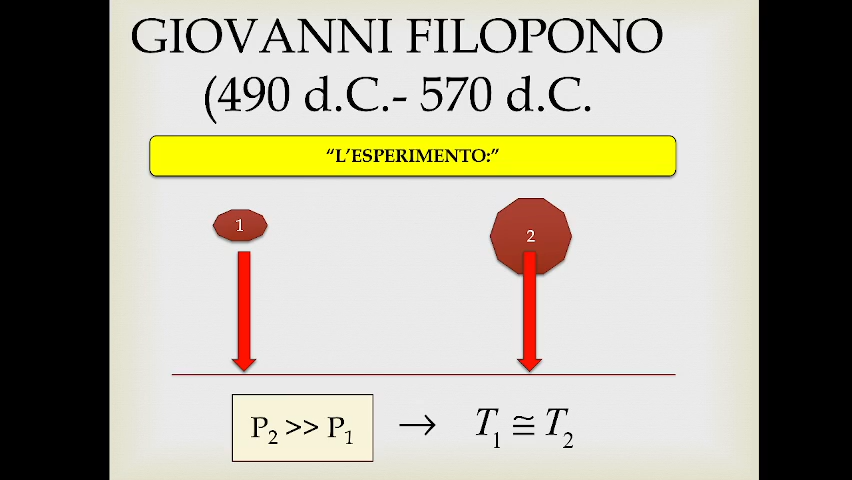 GIOVANNI FILOPONO
(490 d.C.- 570 d.C.
“L’ESPERIMENTO:”
1
2
P₂ >> P₁ → T₁ ≅ T₂